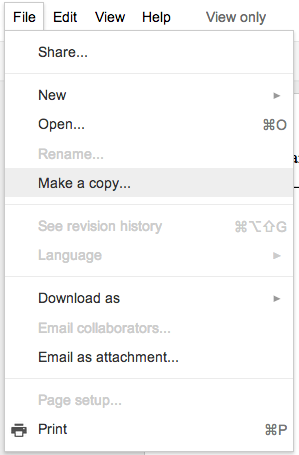 File Edit View Help View only
Share...
New ►
Open... ⌘O
Rename...
Make a copy...
See revision history ⌘⌥⇧G
Language ►
Download as ►
Email collaborators...
Email as attachment...
Page setup...
Print ⌘P